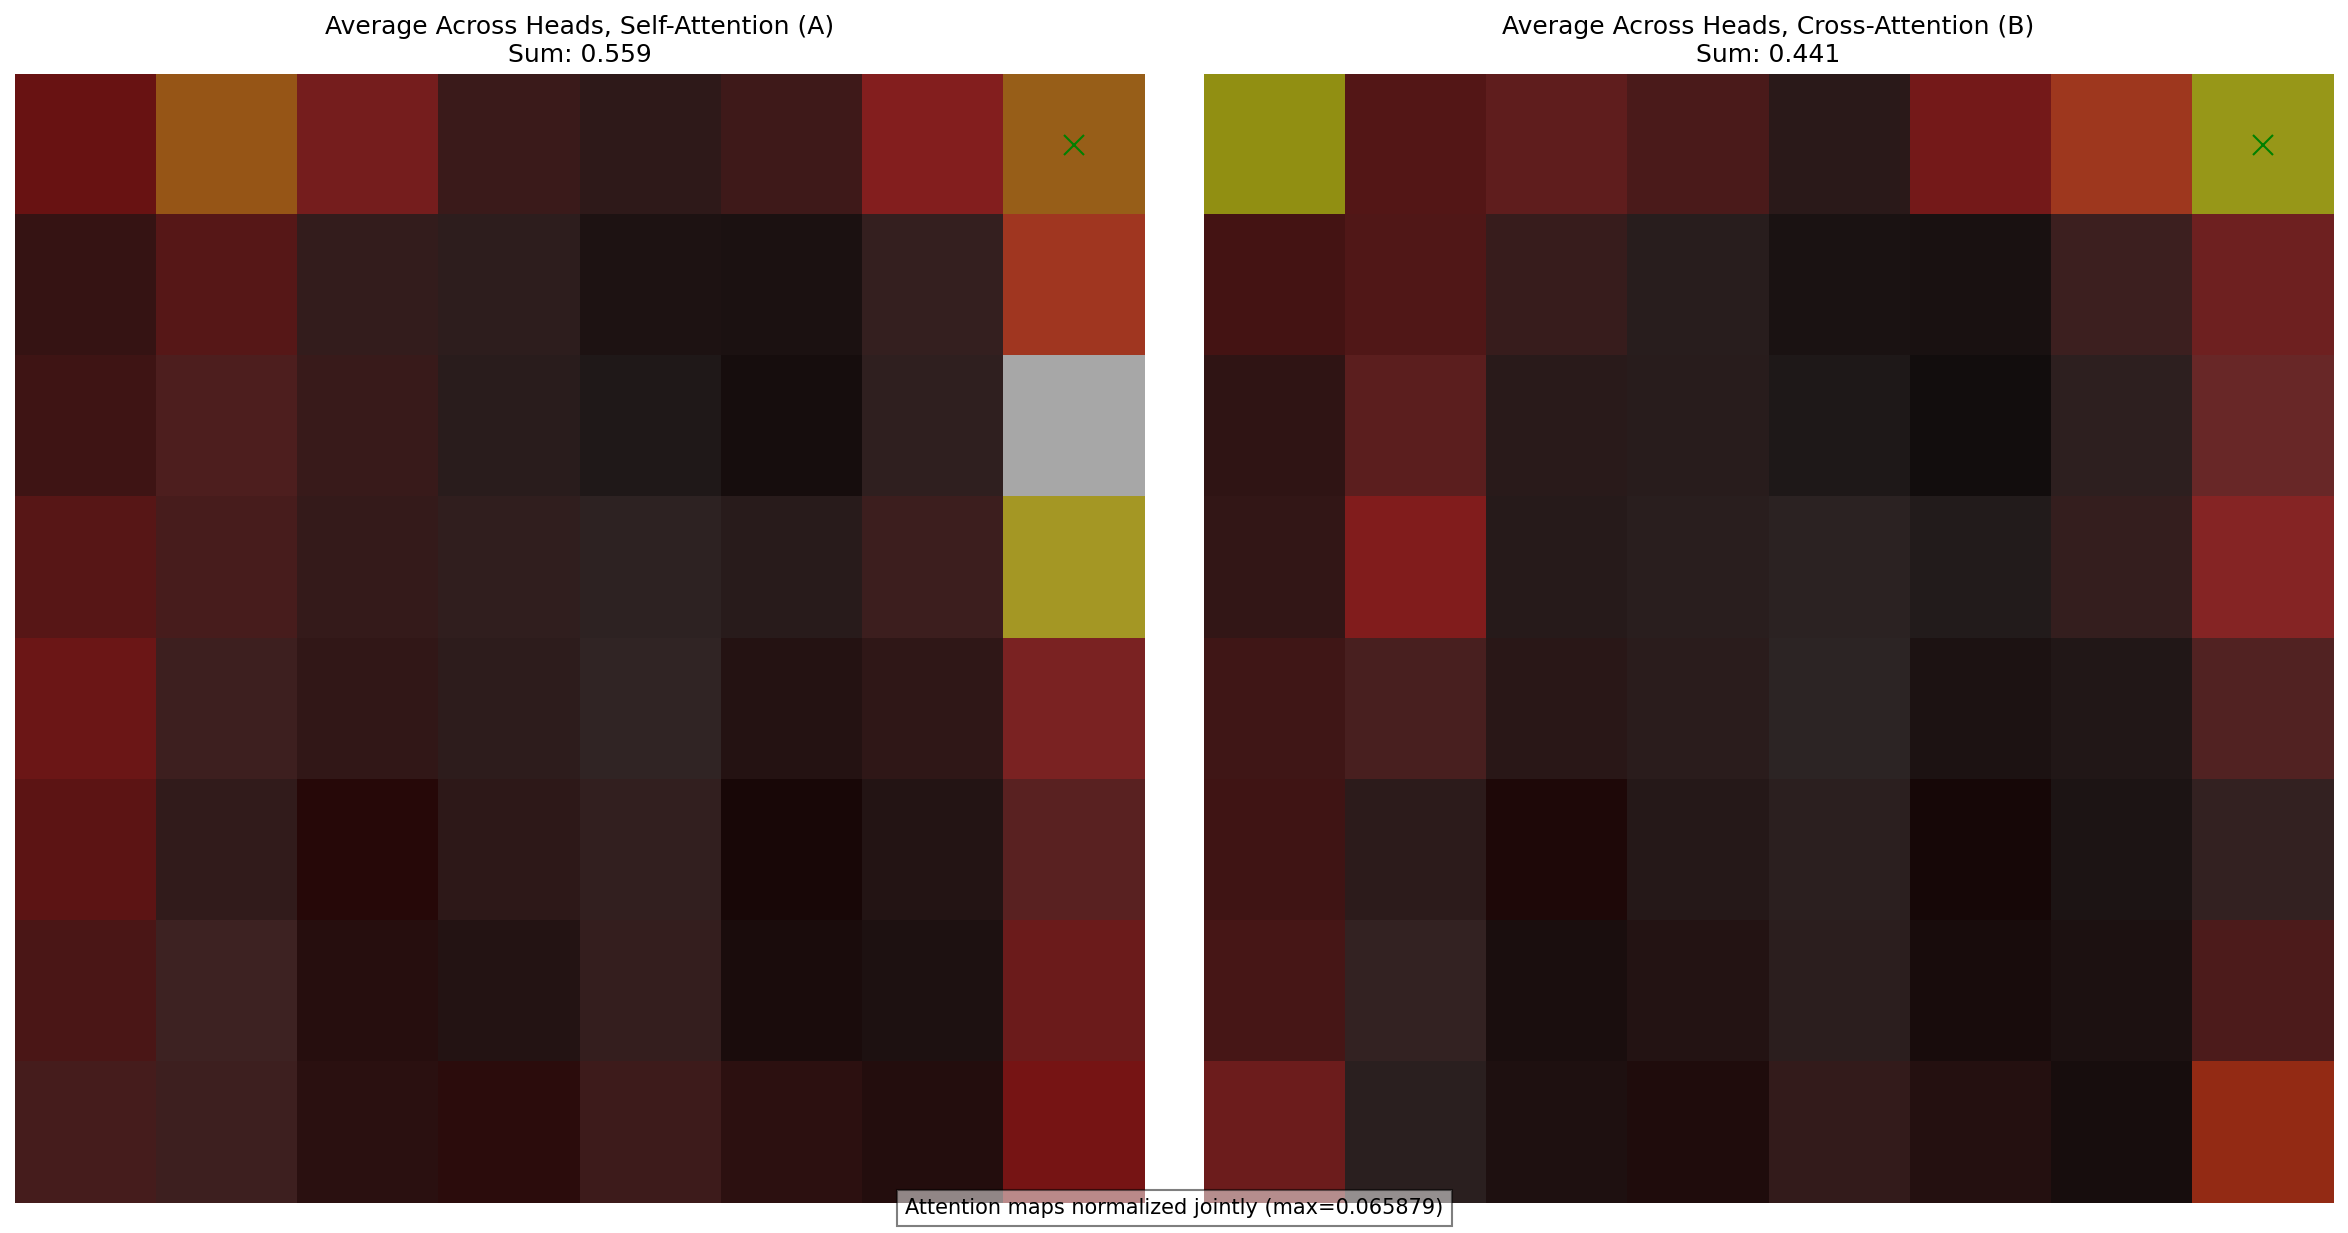 Average Across Heads, Self-Attention (A)
Sum: 0.559
Average Across Heads, Cross-Attention (B)
Sum: 0.441
Attention maps normalized jointly (max=0.065879)